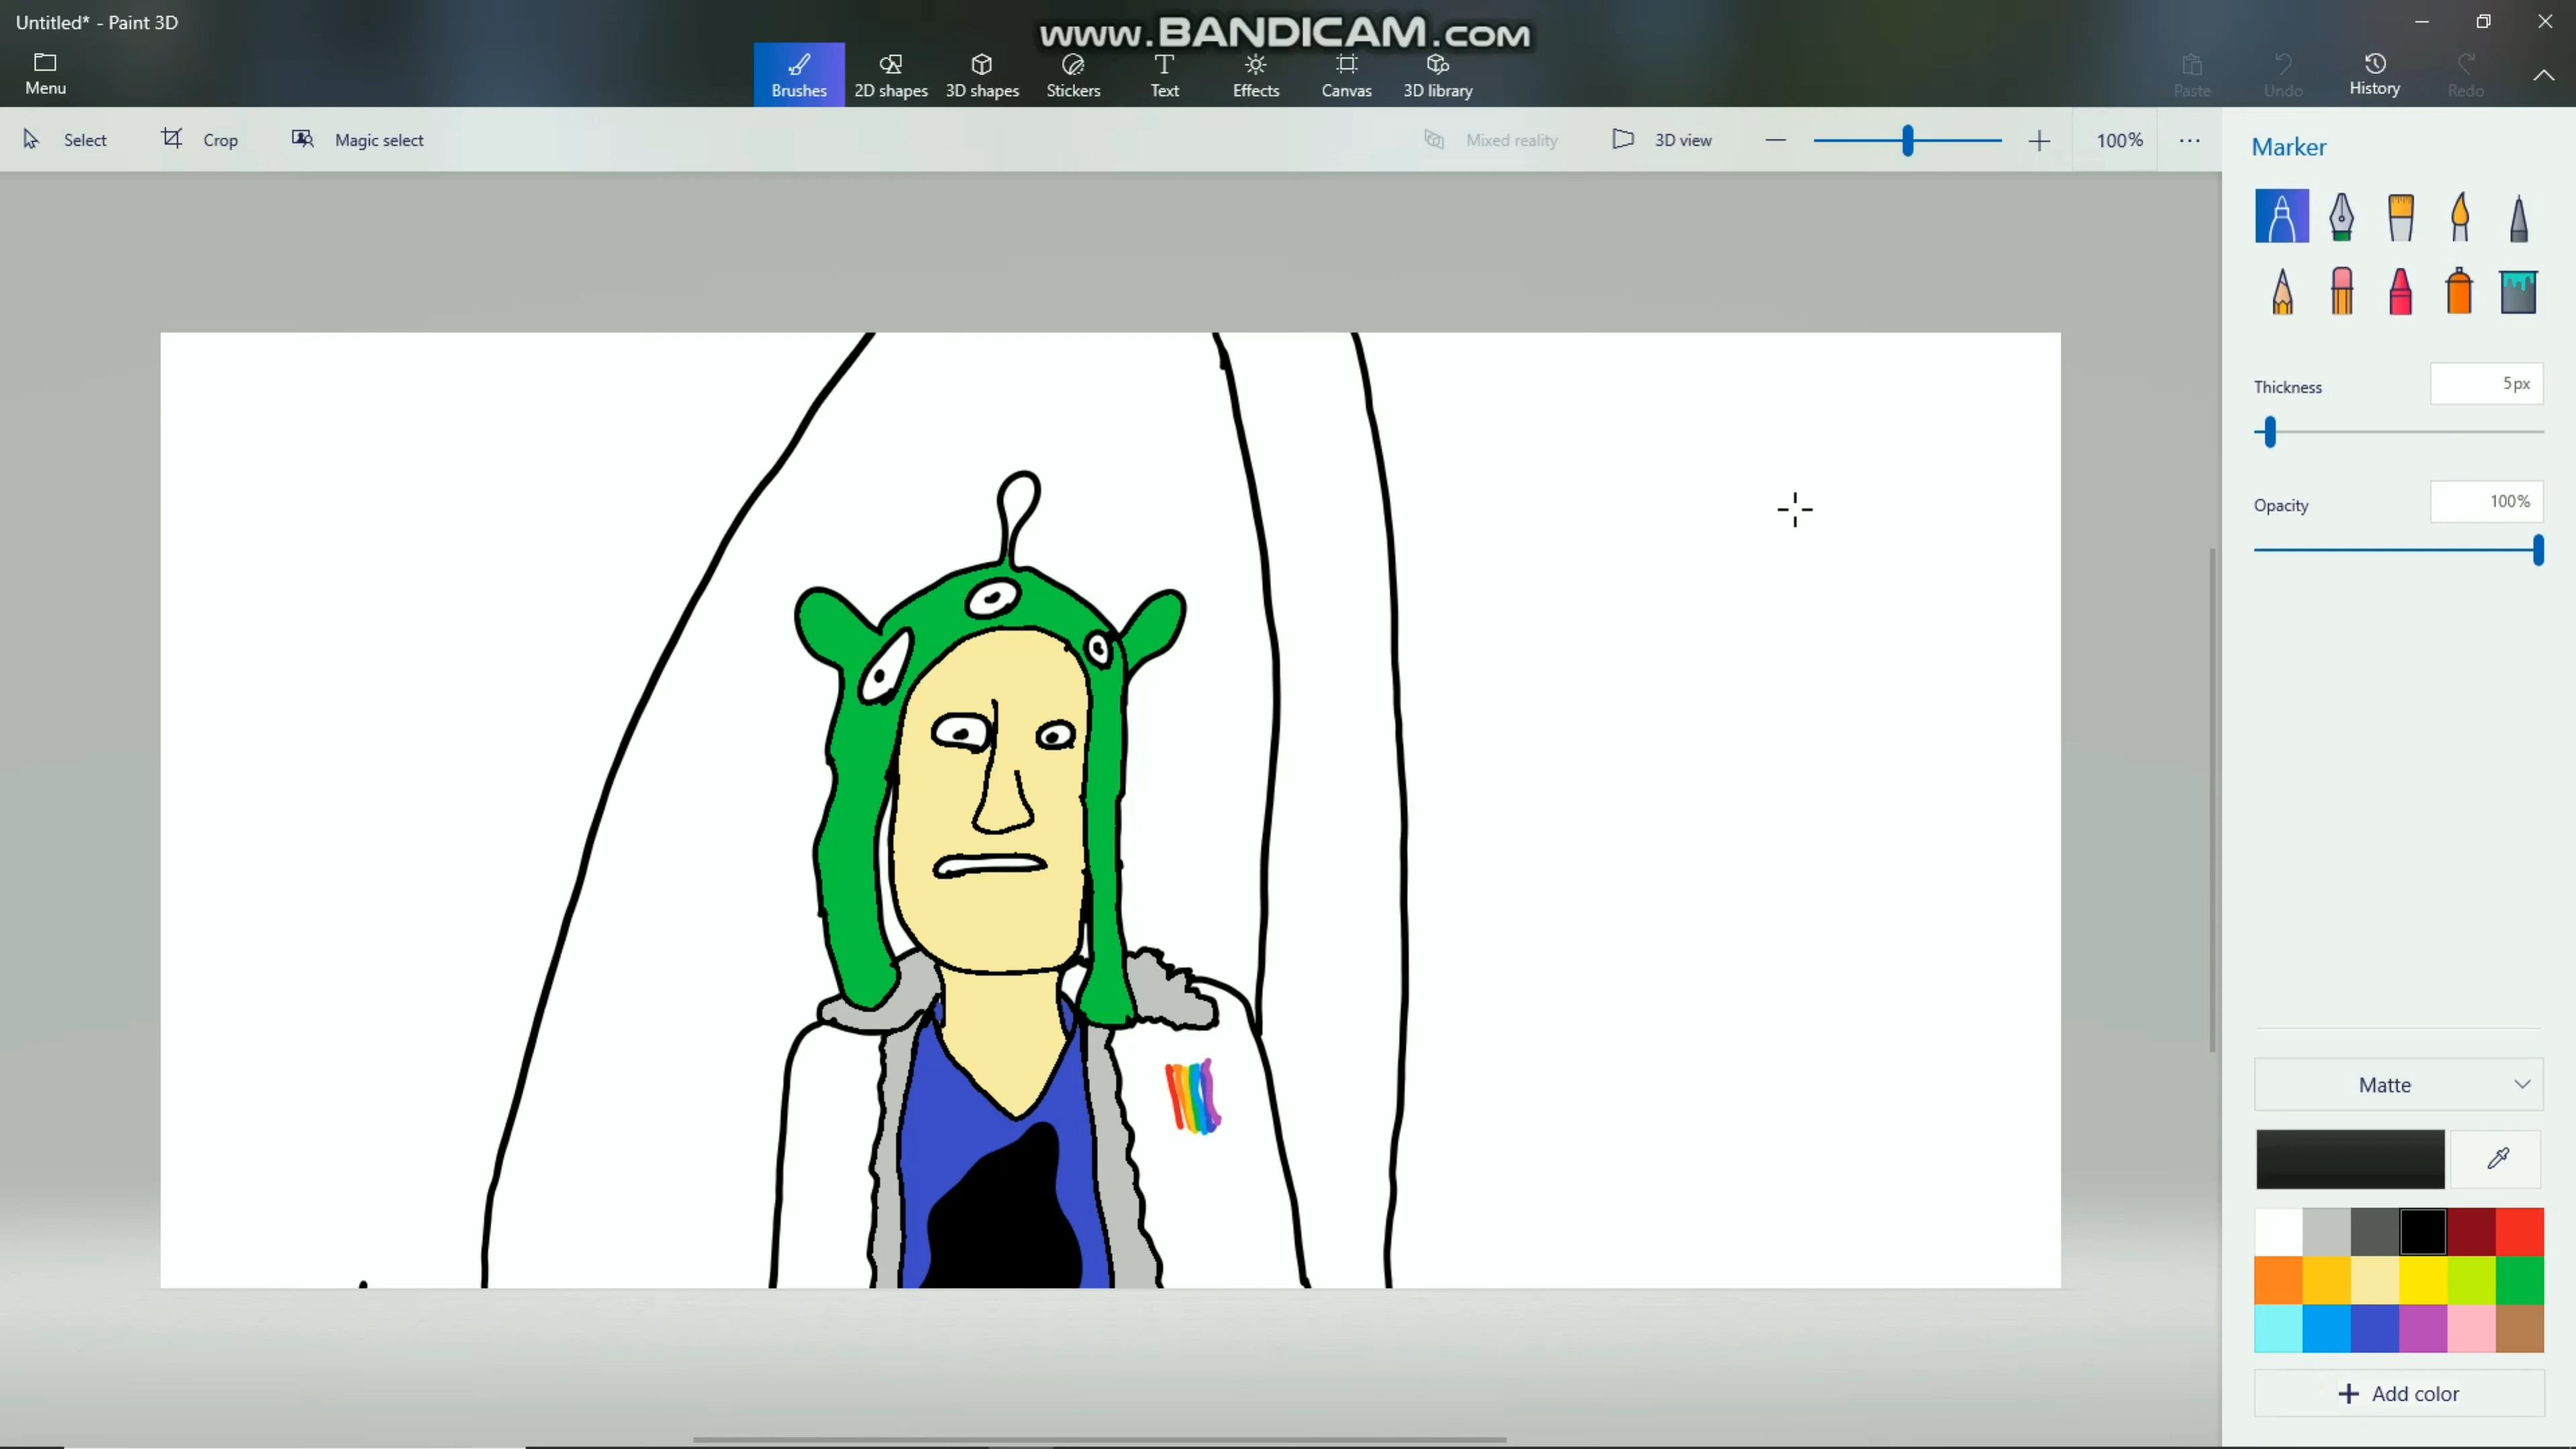 Untitled* - Paint 3D
www.BANDICAM.com
Menu
Brushes
2D shapes
3D shapes
Stickers
Text
Effects
Canvas
3D library
Paste
Undo
History
Redo
Select
Crop
Magic select
Mixed reality
3D view
100%
Marker
Thickness
5px
Opacity
100%
Matte
Add color